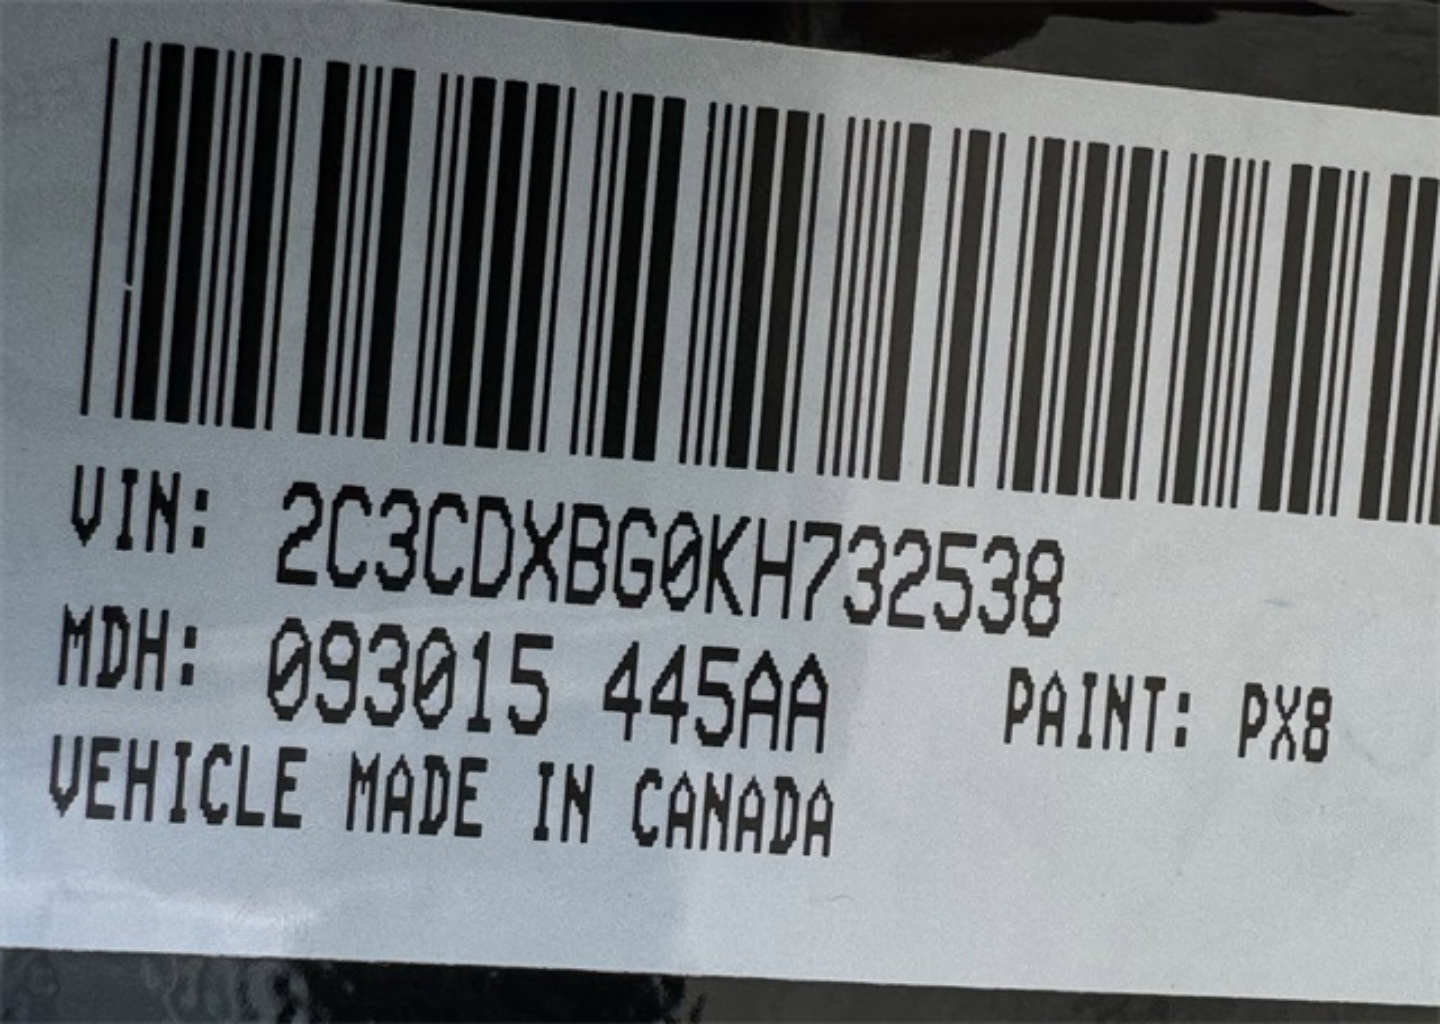 VIN: 2C3CDXBG0KH732538
MDH: 093015 445AA PAINT: PX8
VEHICLE MADE IN CANADA